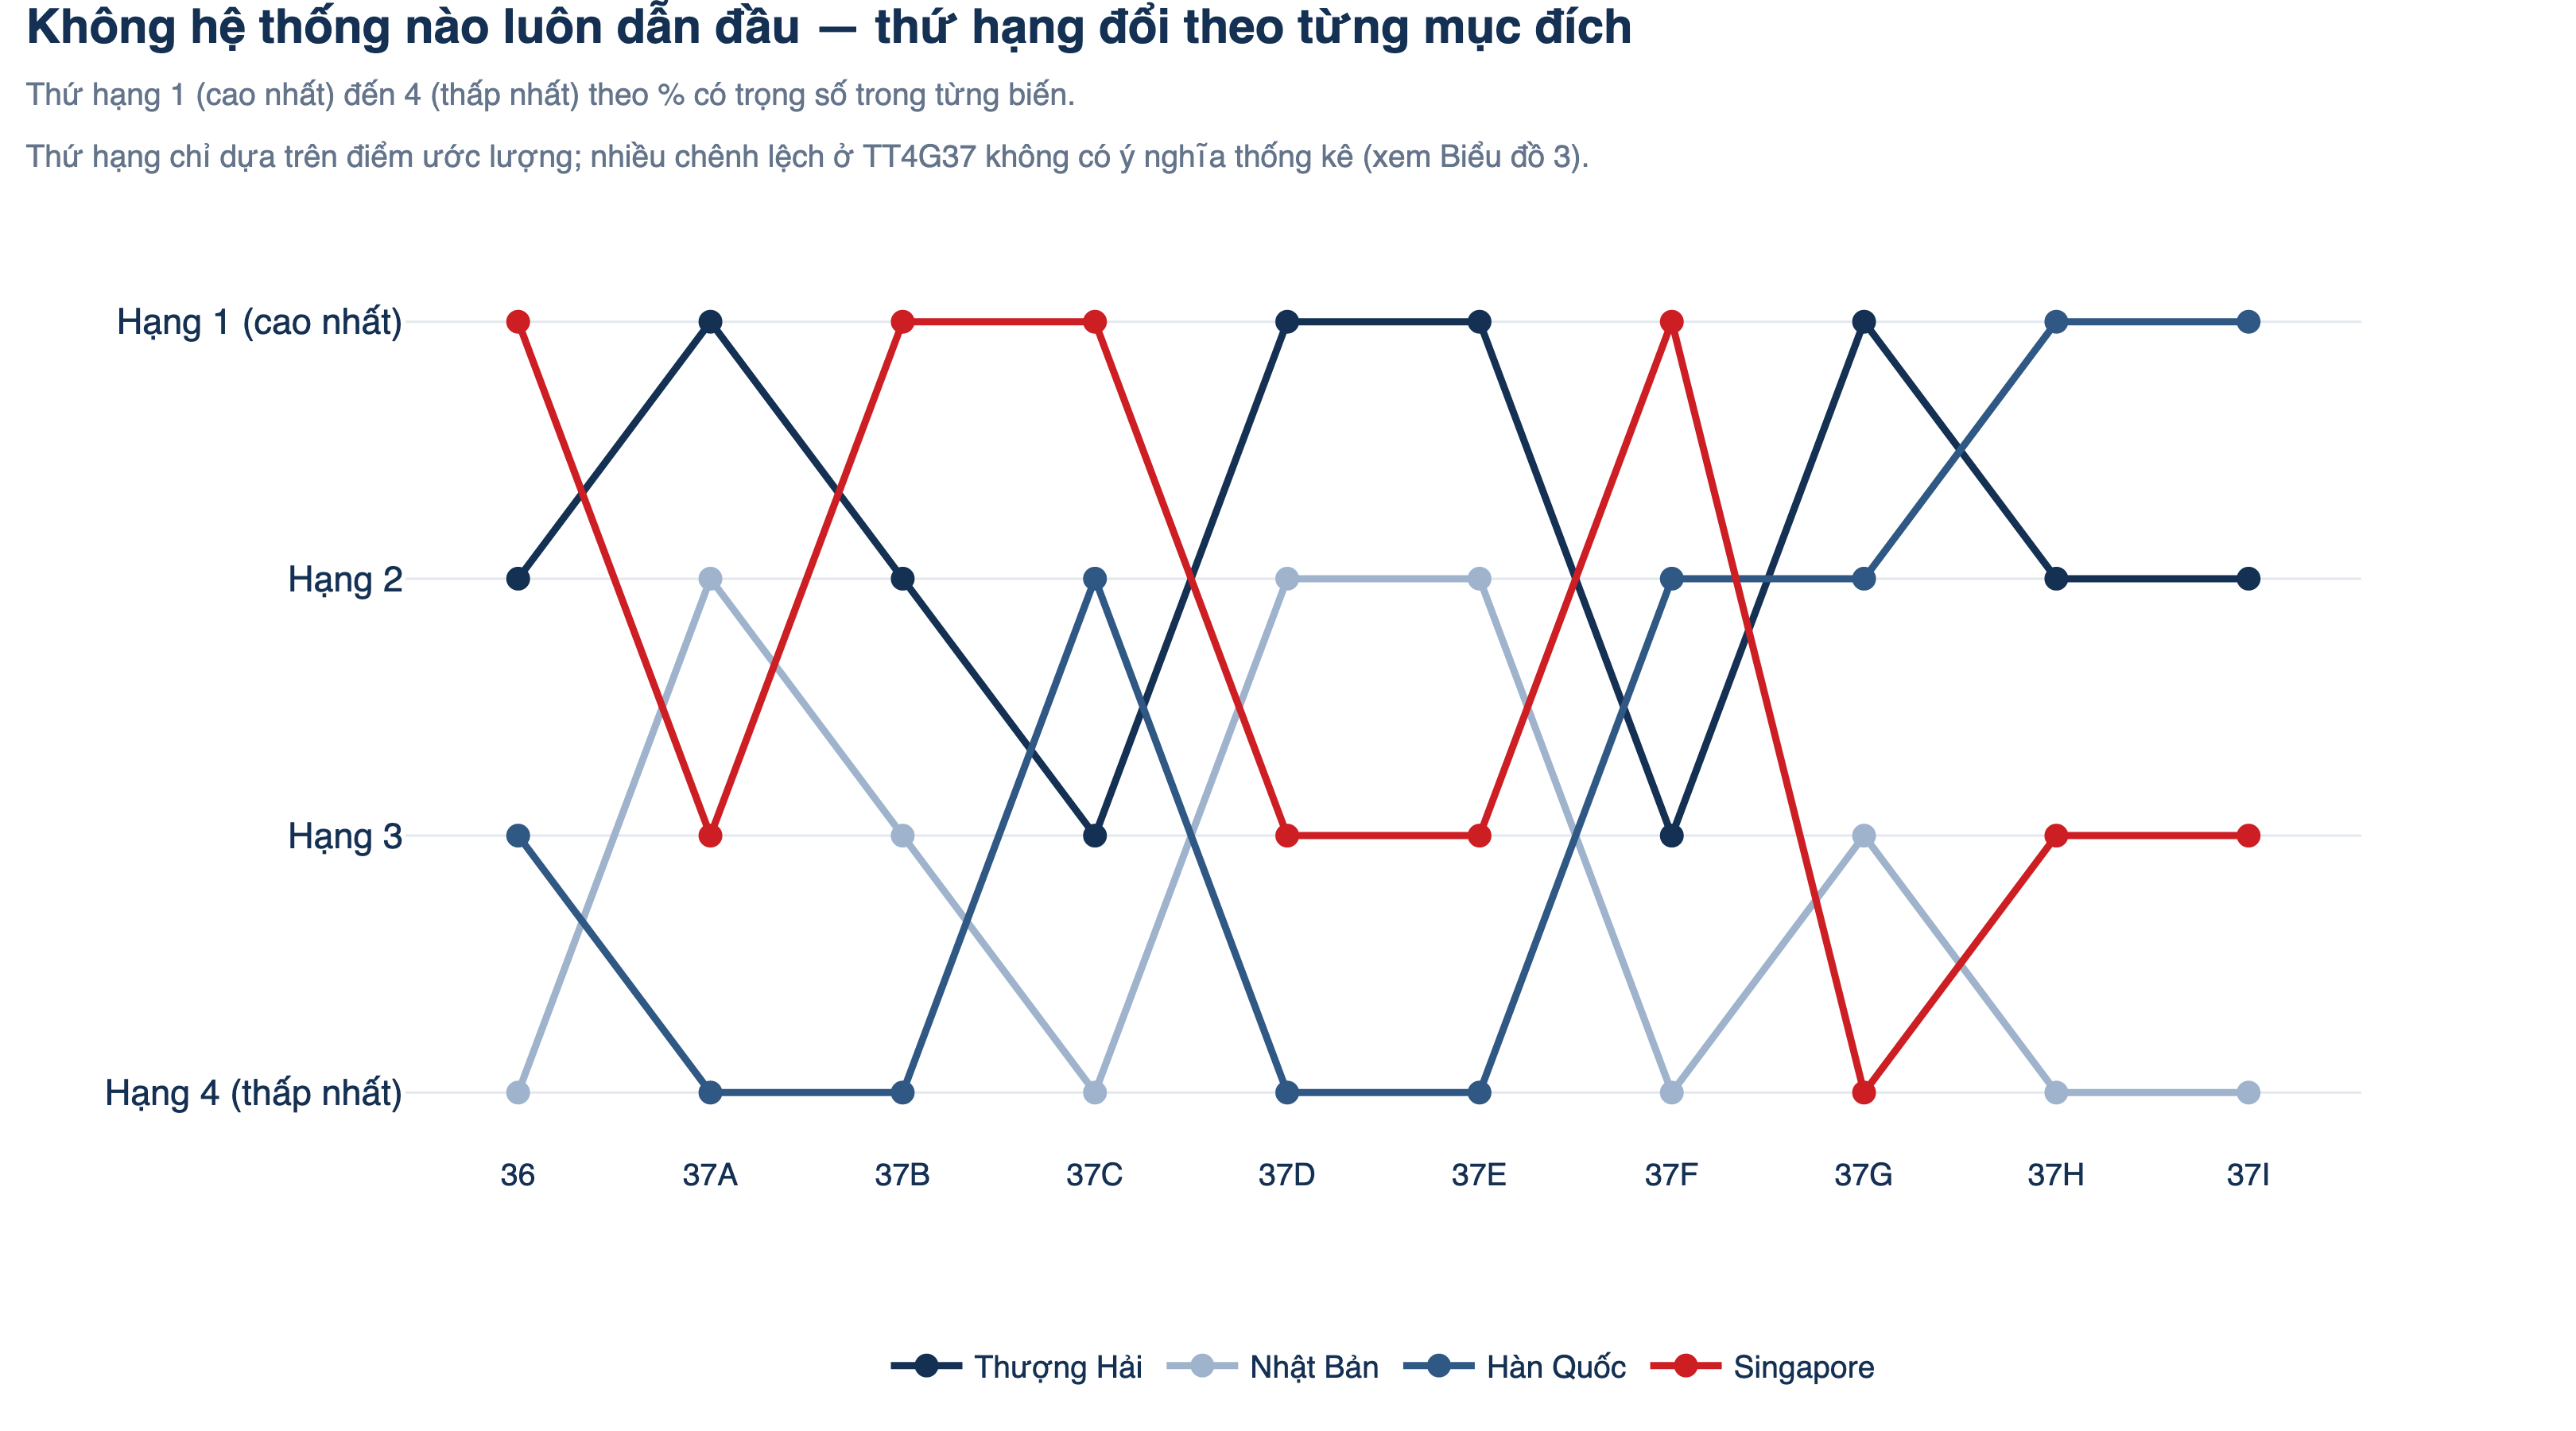 Không hệ thống nào luôn dẫn đầu — thứ hạng đổi theo từng mục đích
Thứ hạng 1 (cao nhất) đến 4 (thấp nhất) theo % có trọng số trong từng biến.
Thứ hạng chỉ dựa trên điểm ước lượng; nhiều chênh lệch ở TT4G37 không có ý nghĩa thống kê (xem Biểu đồ 3).
Hạng 1 (cao nhất)
Hạng 2
Hạng 3
Hạng 4 (thấp nhất)
36 37A 37B 37C 37D 37E 37F 37G 37H 37I
Thượng Hải Nhật Bản Hàn Quốc Singapore